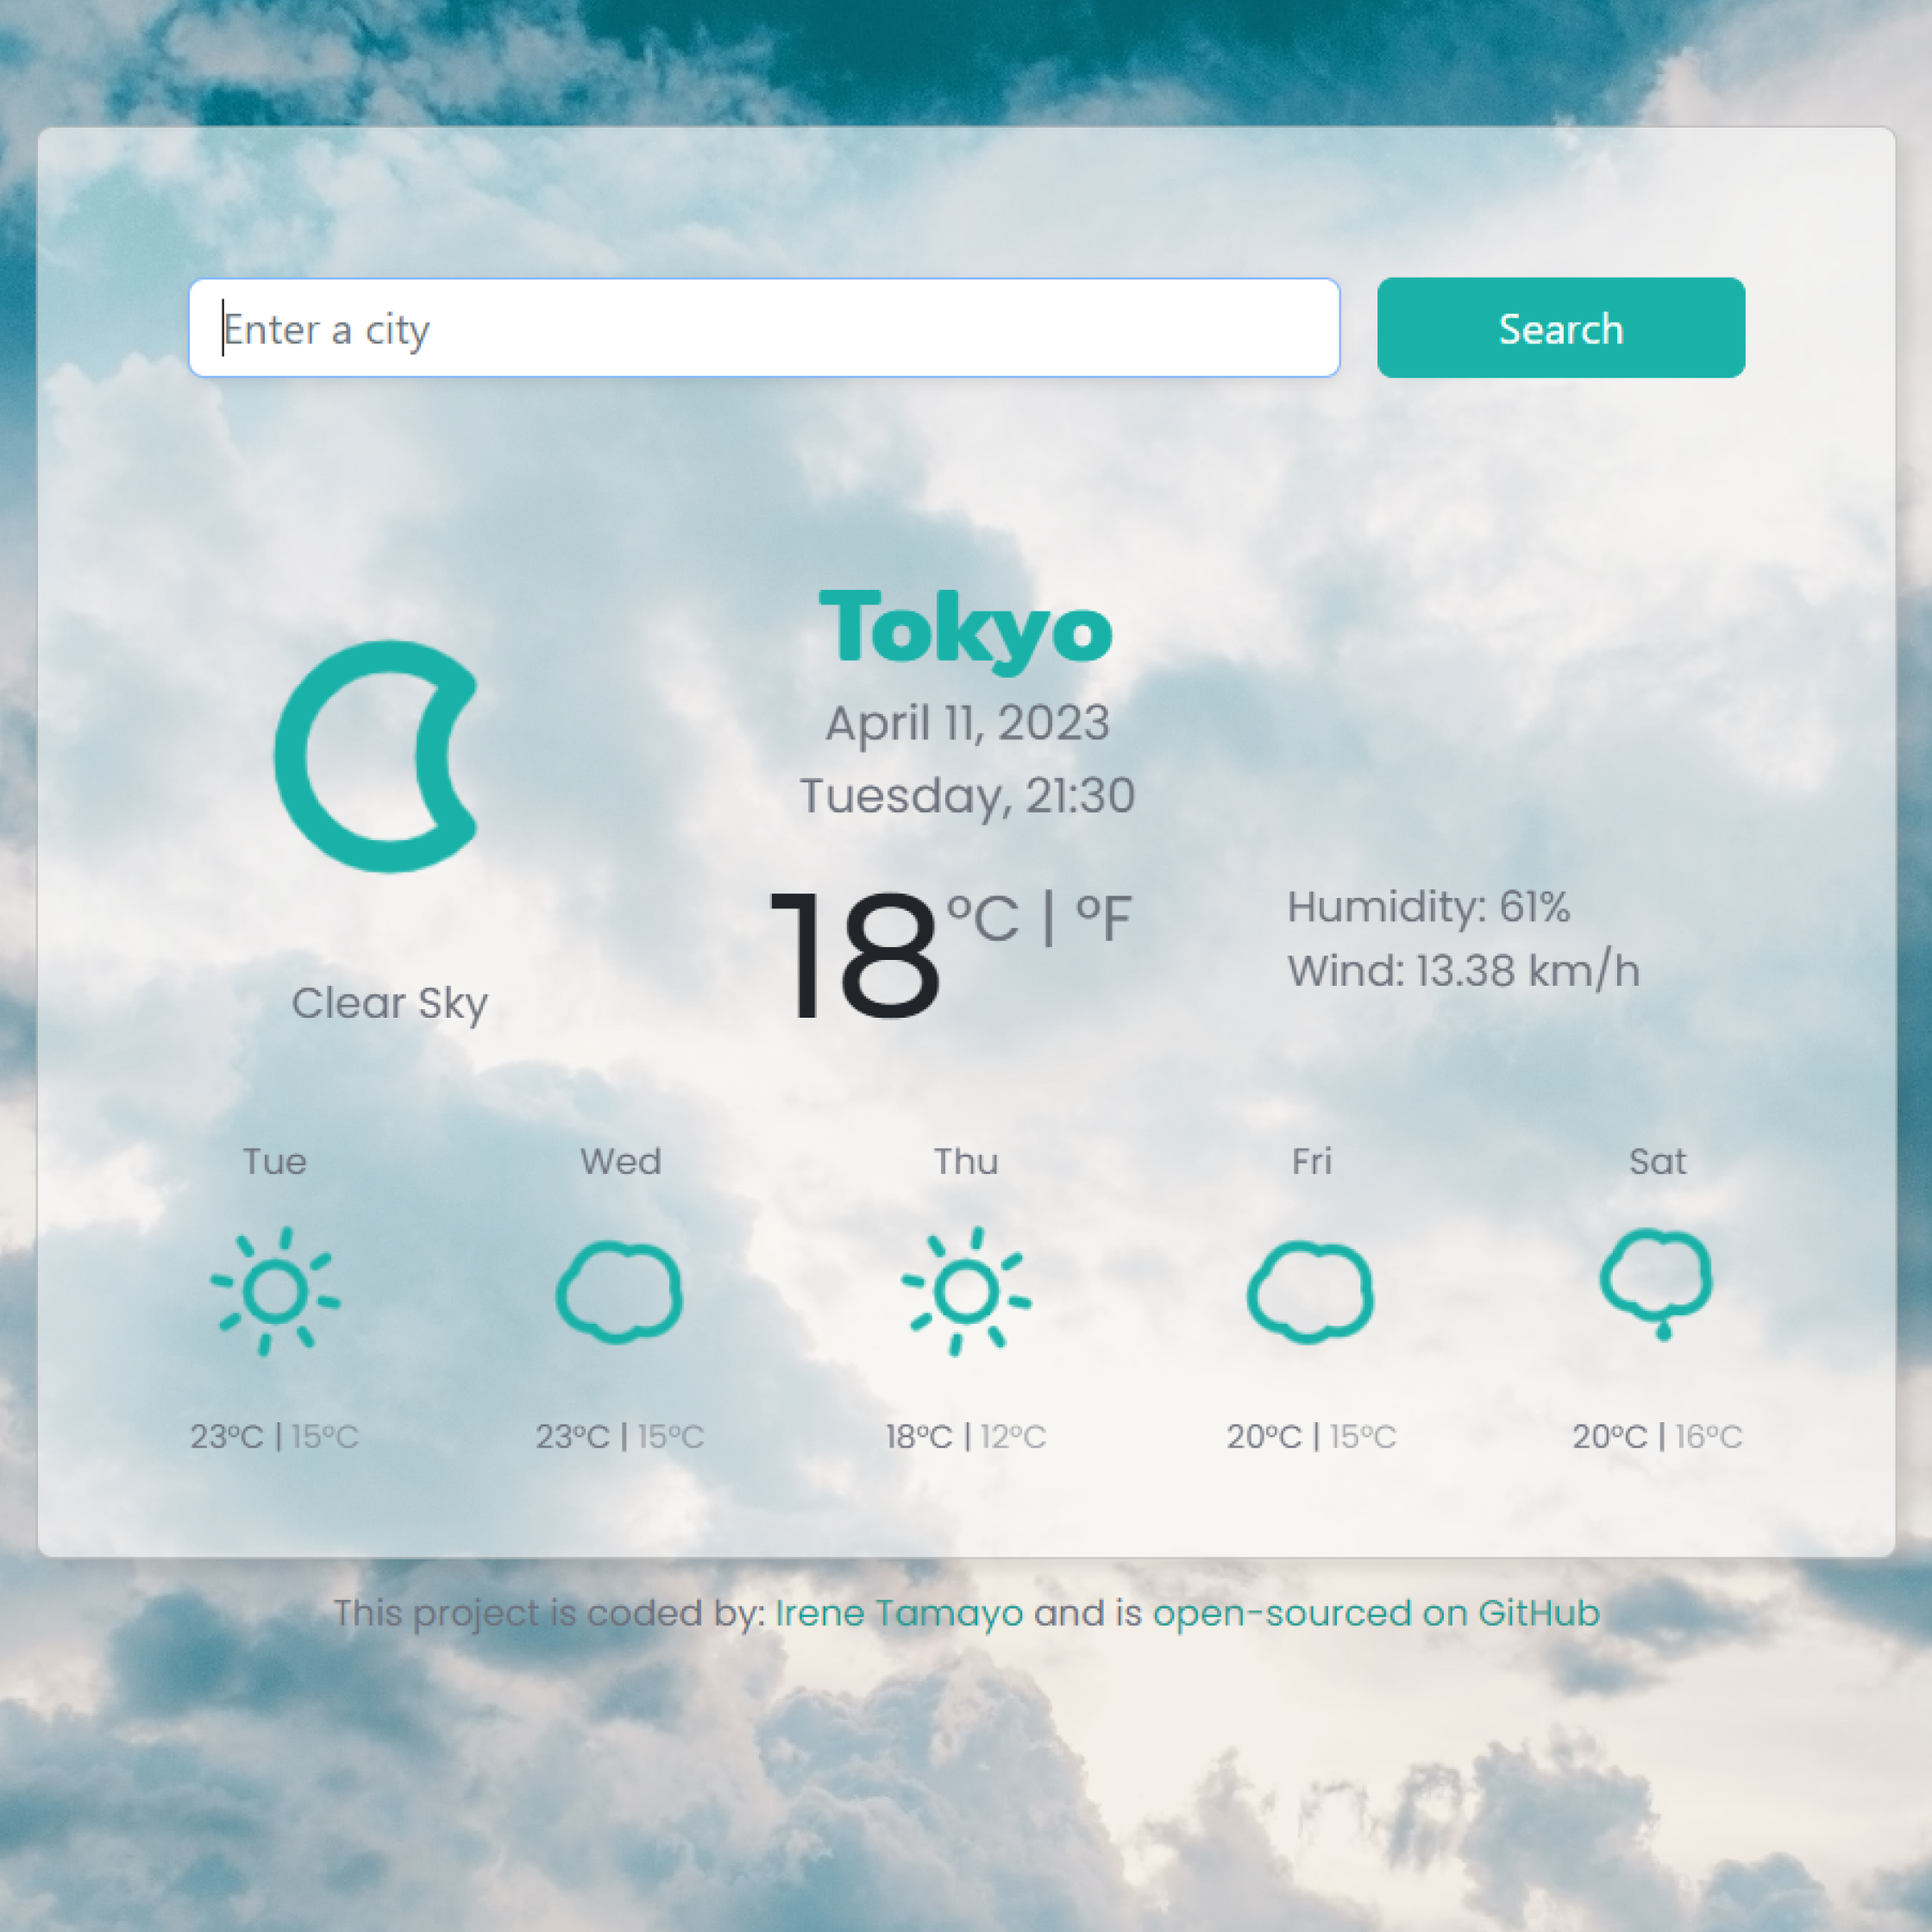 Enter a city
Search
Tokyo
April 11, 2023
Tuesday, 21:30
18 °C | °F
Humidity: 61%
Wind: 13.38 km/h
Clear Sky
Tue Wed Thu Fri Sat
23°C | 15°C 23°C | 15°C 18°C | 12°C 20°C | 15°C 20°C | 16°C
This project is coded by: Irene Tamayo and is open-sourced on GitHub